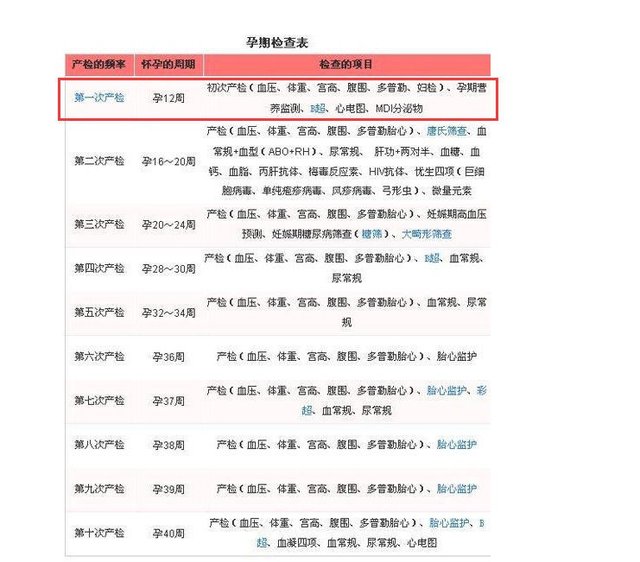 孕期检查表
产检的频率 怀孕的周期 检查的项目
第一次产检 孕12周 初次产检(血压、体重、宫高、腹围、多普勒、妇检)、孕期营
养监测、B超、心电图、MDI分泌物
第二次产检 孕16~20周 产检(血压、体重、宫高、腹围、多普勒胎心)、唐氏筛查、血
常规+血型(ABO+RH)、尿常规、 肝功+两对半、血糖、血
钙、血脂、丙肝抗体、梅毒反应素、HIV抗体、优生四项(巨细
胞病毒、单纯疱疹病毒、风疹病毒、弓形虫)、微量元素
第三次产检 孕20~24周 产检(血压、体重、宫高、腹围、多普勒胎心)、妊娠期高血压
预测、妊娠期糖尿病筛查(糖筛)、大畸形筛查
第四次产检 孕28~30周 产检(血压、体重、宫高、腹围、多普勒胎心)、B超、血常规、
尿常规
第五次产检 孕32~34周 产检(血压、体重、宫高、腹围、多普勒胎心)、血常规、尿常
规
第六次产检 孕36周 产检(血压、体重、宫高、腹围、多普勒胎心)、胎心监护
第七次产检 孕37周 产检(血压、体重、宫高、腹围、多普勒胎心)、胎心监护、彩
超、血常规、尿常规
第八次产检 孕38周 产检(血压、体重、宫高、腹围、多普勒胎心)、胎心监护
第九次产检 孕39周 产检(血压、体重、宫高、腹围、多普勒胎心)、胎心监护
第十次产检 孕40周 产检(血压、体重、宫高、腹围、多普勒胎心)、胎心监护、B
超、血凝四项、血常规、尿常规、心电图